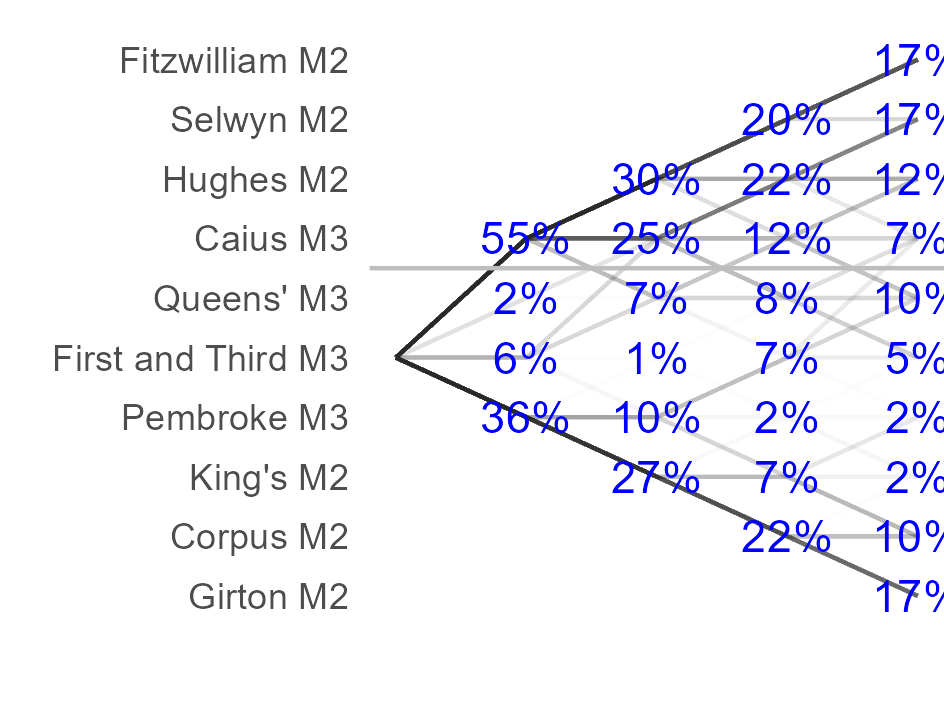 Fitzwilliam M2 17%
Selwyn M2 20% 17%
Hughes M2 30% 22% 12%
Caius M3 55% 25% 12% 7%
Queens' M3 2% 7% 8% 10%
First and Third M3 6% 1% 7% 5%
Pembroke M3 36% 10% 2% 2%
King's M2 27% 7% 2%
Corpus M2 22% 10%
Girton M2 17%